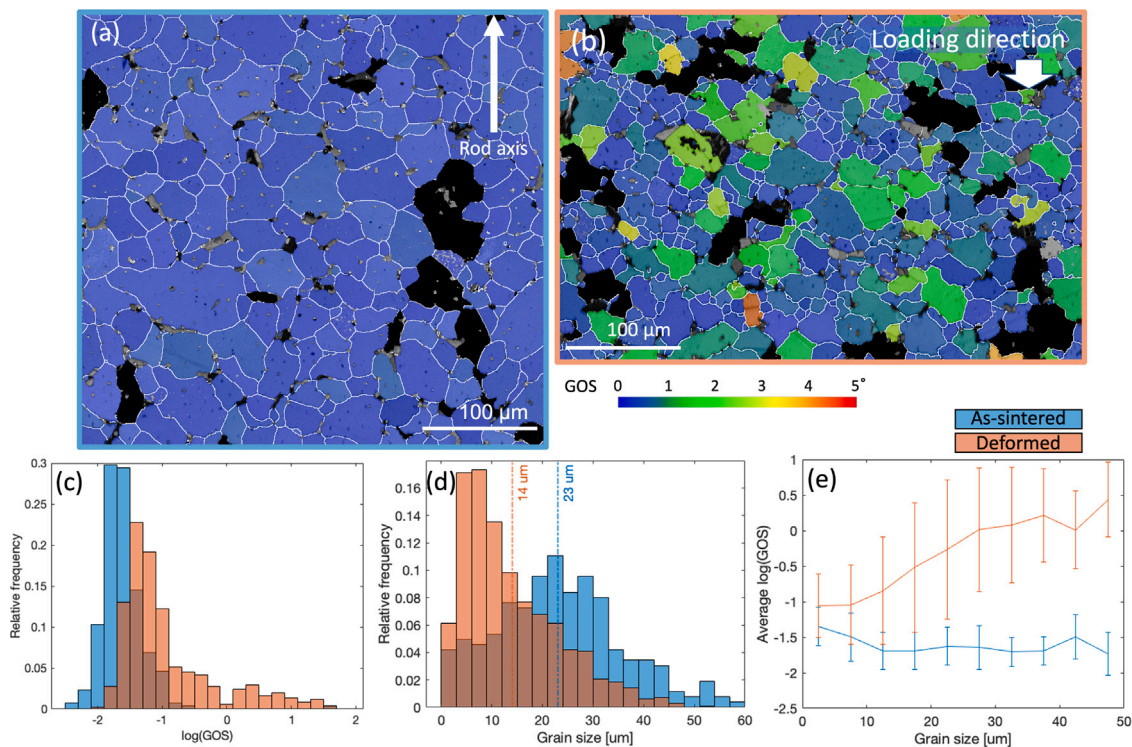 (a)
Rod axis
100 μm
(b)
Loading direction
100 μm
GOS 0 1 2 3 4 5°
As-sintered
Deformed
(c)
Relative frequency
0.3
0.25
0.2
0.15
0.1
0.05
0
-2 -1 0 1 2
log(GOS)
(d)
14 um
23 um
Relative frequency
0.16
0.14
0.12
0.10
0.08
0.06
0.04
0.02
0
0 10 20 30 40 50 60
Grain size [um]
(e)
Average log(GOS)
1
0.5
0
-0.5
-1
-1.5
-2
-2.5
0 10 20 30 40 50
Grain size [um]